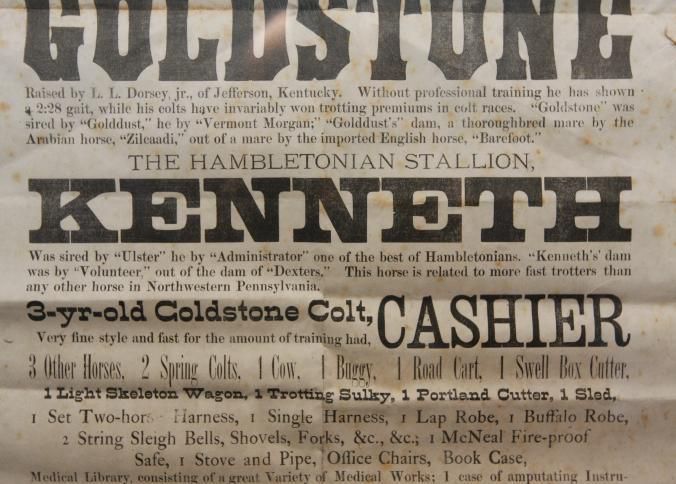 GOLDSTONE
Raised by L. L. Dorsey, jr., of Jefferson, Kentucky. Without professional training he has shown
a 2:28 gait, while his colts have invariably won trotting premiums in colt races. "Goldstone" was
sired by "Golddust," he by "Vermont Morgan;" "Golddust's" dam, a thoroughbred mare by the
Arabian horse, "Zilcaadi," out of a mare by the imported English horse, "Barefoot."
THE HAMBLETONIAN STALLION,
KENNETH
Was sired by "Ulster" he by "Administrator" one of the best of Hambletonians. "Kenneth's' dam
was by "Volunteer," out of the dam of "Dexters." This horse is related to more fast trotters than
any other horse in Northwestern Pennsylvania.
3-yr-old Goldstone Colt, CASHIER
Very fine style and fast for the amount of training had,
3 Other Horses, 2 Spring Colts, 1 Cow, 1 Buggy, 1 Road Cart, 1 Swell Box Cutter,
1 Light Skeleton Wagon, 1 Trotting Sulky, 1 Portland Cutter, 1 Sled,
1 Set Two-horse Harness, 1 Single Harness, 1 Lap Robe, 1 Buffalo Robe,
2 String Sleigh Bells, Shovels, Forks, &c., &c.; 1 McNeal Fire-proof
Safe, 1 Stove and Pipe, Office Chairs, Book Case,
Medical Library, consisting of a great Variety of Medical Works; 1 case of amputating Instru-